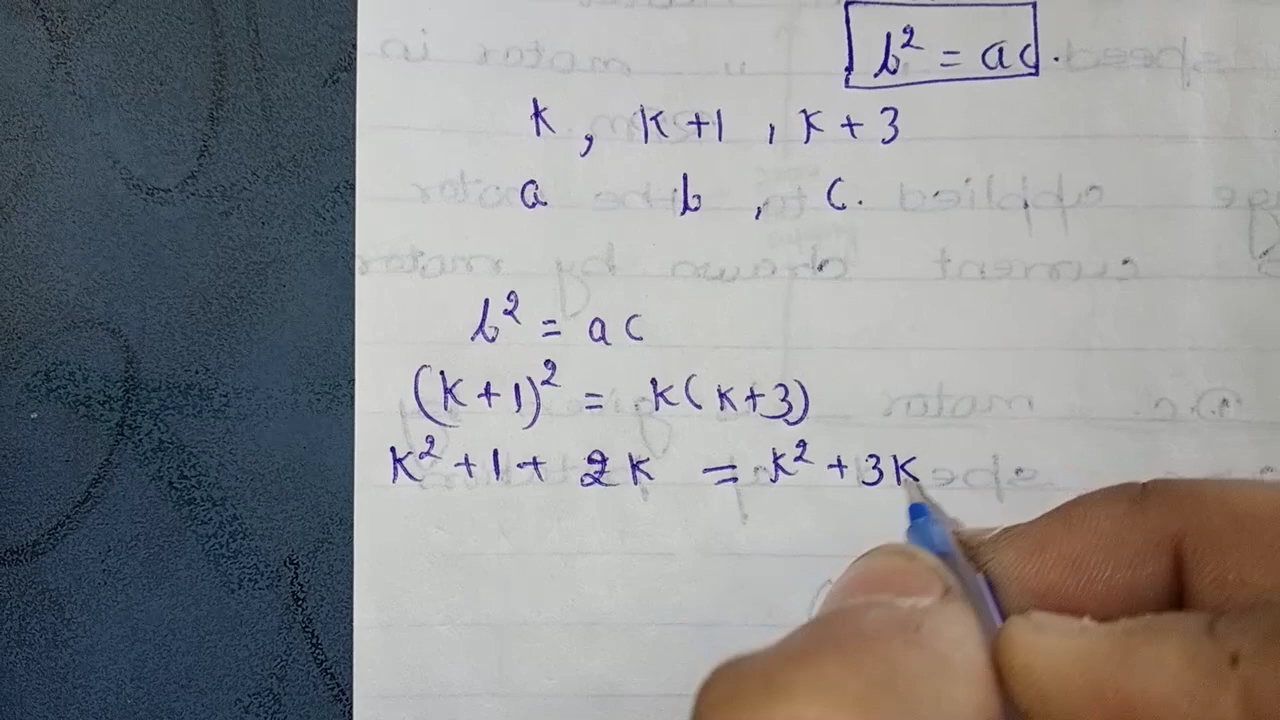 b² = ac.
k, k+1, k+3
a b, c.
b² = ac
(k+1)² = k(k+3)
k²+1+ 2k = k²+3k